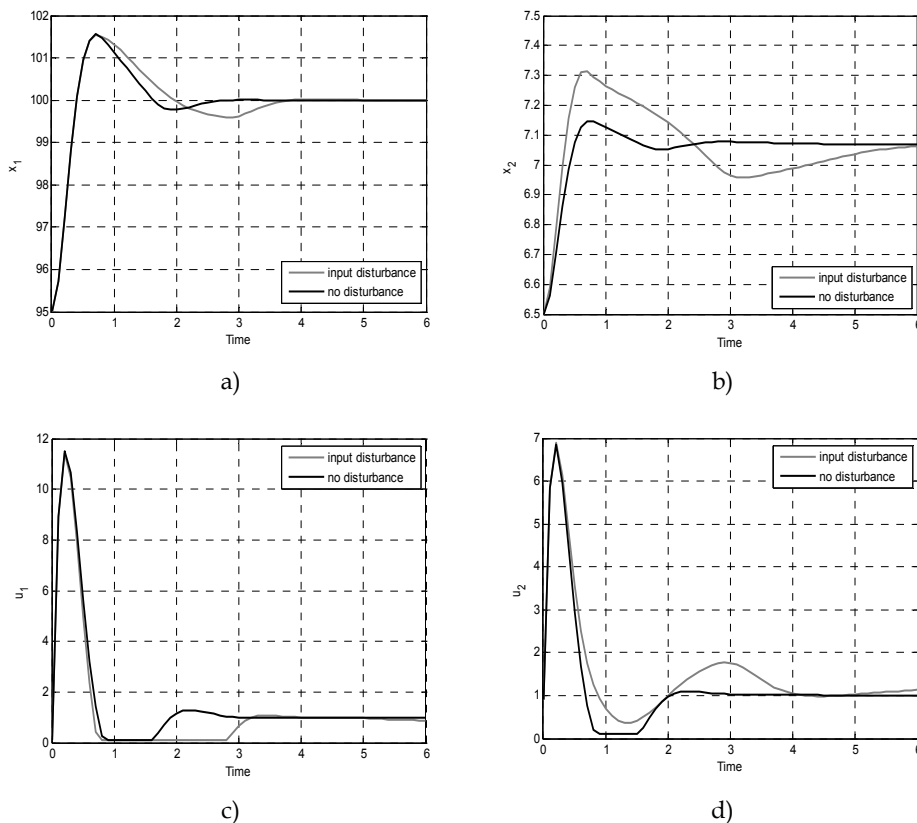 102
101
100
99
98
97
96
95
x1
0 1 2 3 4 5 6
Time
input disturbance
no disturbance
a)
7.5
7.4
7.3
7.2
7.1
7
6.9
6.8
6.7
6.6
6.5
x2
0 1 2 3 4 5 6
Time
input disturbance
no disturbance
b)
12
10
8
6
4
2
0
u1
0 1 2 3 4 5 6
Time
input disturbance
no disturbance
c)
7
6
5
4
3
2
1
0
u2
0 1 2 3 4 5 6
Time
input disturbance
no disturbance
d)